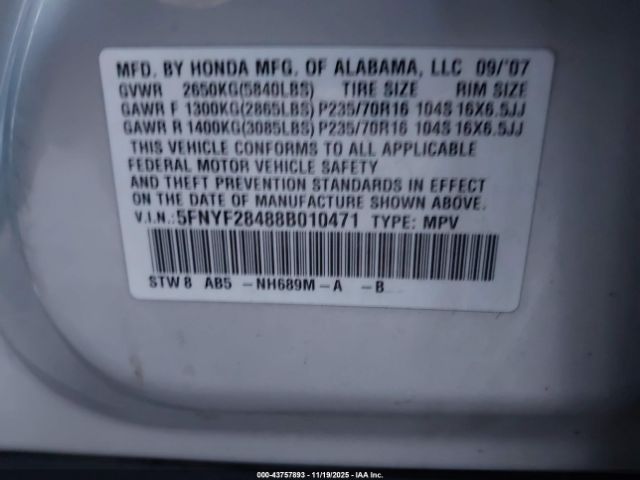 MFD. BY HONDA MFG. OF ALABAMA, LLC 09/'07
GVWR 2650KG(5840LBS) TIRE SIZE RIM SIZE
GAWR F 1300KG(2865LBS) P235/70R16 104S 16X6.5JJ
GAWR R 1400KG(3085LBS) P235/70R16 104S 16X6.5JJ
THIS VEHICLE CONFORMS TO ALL APPLICABLE
FEDERAL MOTOR VEHICLE SAFETY
AND THEFT PREVENTION STANDARDS IN EFFECT
ON THE DATE OF MANUFACTURE SHOWN ABOVE.
V.I.N.:5FNYF28488B010471 TYPE: MPV
STW8 AB5 -NH689M-A -B
000-43757893 - 11/19/2025 - IAA Inc.